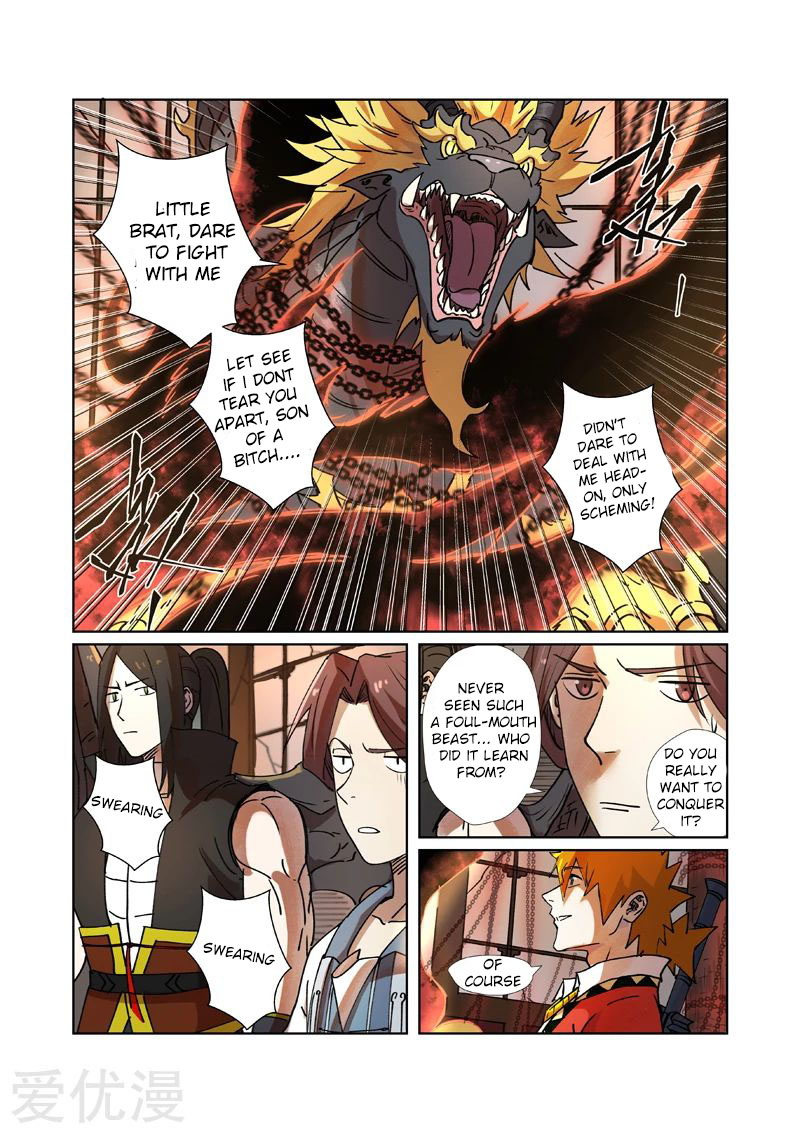 LITTLE
BRAT, DARE
TO FIGHT
WITH ME
LET SEE
IF I DONT
TEAR YOU
APART, SON
OF A
BITCH....
DIDN'T
DARE TO
DEAL WITH
ME HEAD-
ON, ONLY
SCHEMING!
SWEARING
SWEARING
NEVER
SEEN SUCH
A FOUL-MOUTH
BEAST... WHO
DID IT LEARN
FROM?
DO YOU
REALLY
WANT TO
CONQUER
IT?
OF
COURSE
爱优漫